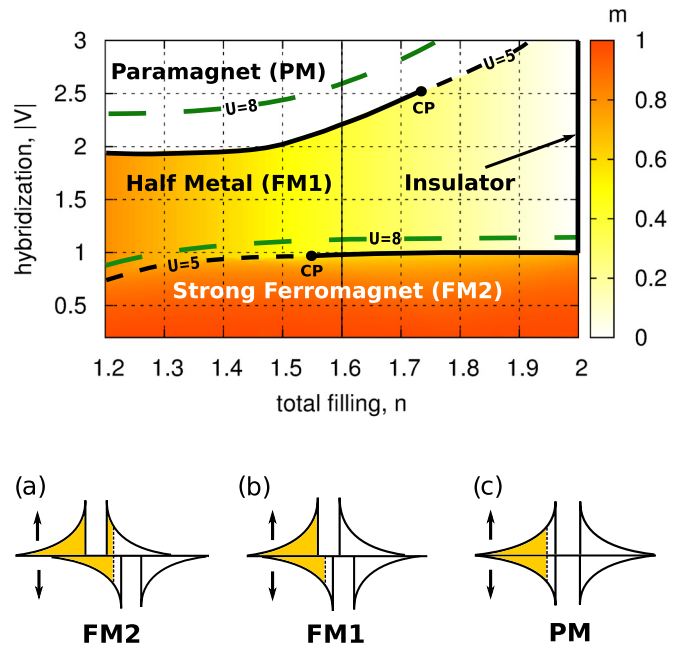 m
3
2.5
2
1.5
1
0.5
hybridization, |V|
Paramagnet (PM)
U=8
U=5
CP
Half Metal (FM1)
Insulator
U=8
U=5
CP
Strong Ferromagnet (FM2)
1
0.8
0.6
0.4
0.2
0
1.2 1.3 1.4 1.5 1.6 1.7 1.8 1.9 2
total filling, n
(a) (b) (c)
FM2 FM1 PM